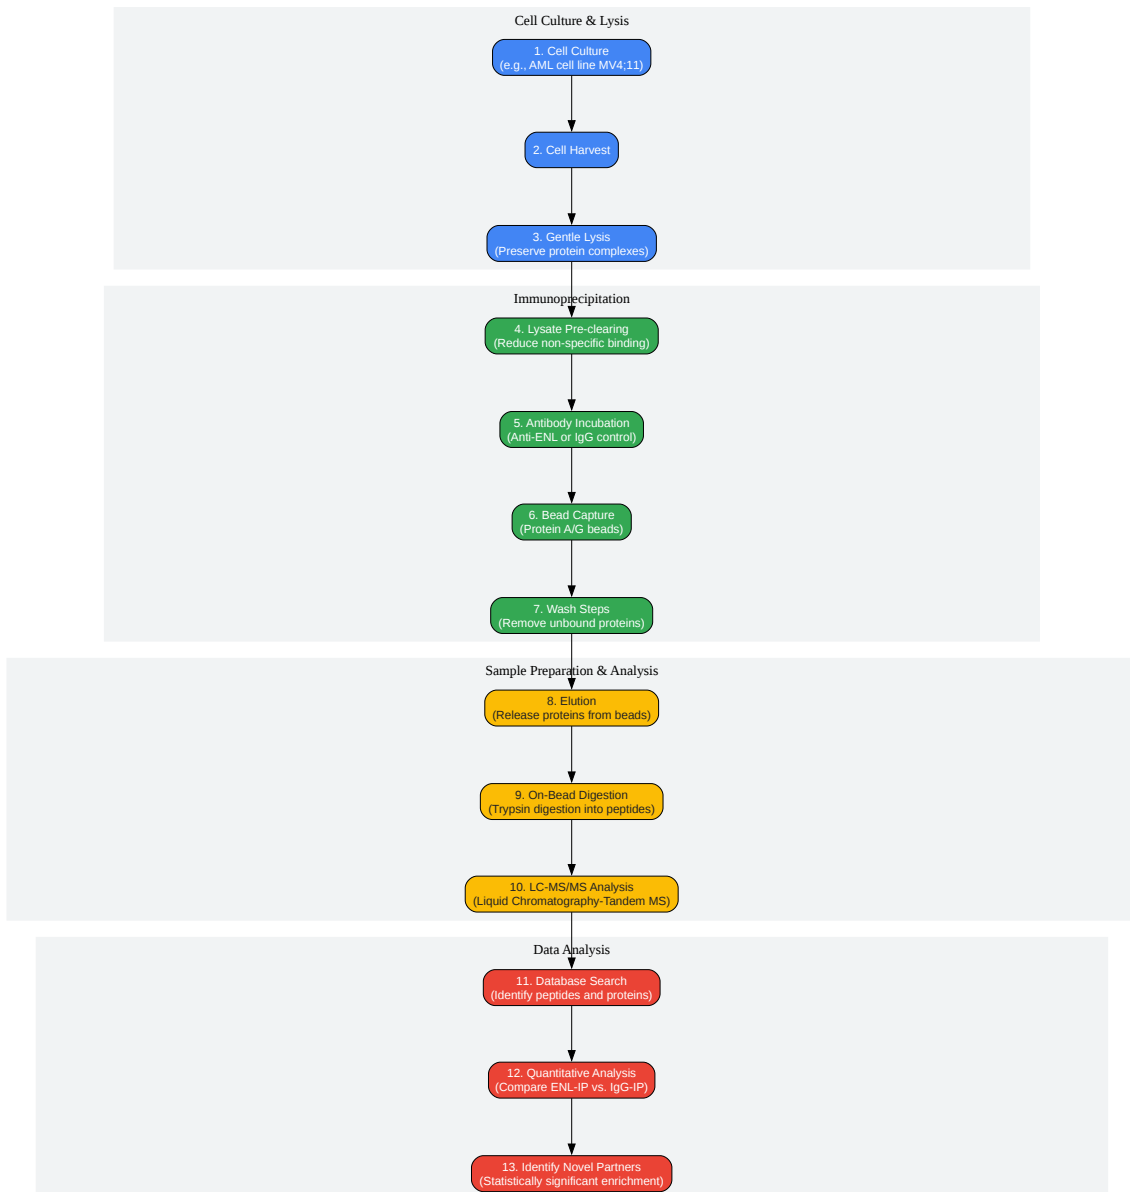 Cell Culture & Lysis
1. Cell Culture
(e.g., AML cell line MV4;11)
2. Cell Harvest
3. Gentle Lysis
(Preserve protein complexes)
Immunoprecipitation
4. Lysate Pre-clearing
(Reduce non-specific binding)
5. Antibody Incubation
(Anti-ENL or IgG control)
6. Bead Capture
(Protein A/G beads)
7. Wash Steps
(Remove unbound proteins)
Sample Preparation & Analysis
8. Elution
(Release proteins from beads)
9. On-Bead Digestion
(Trypsin digestion into peptides)
10. LC-MS/MS Analysis
(Liquid Chromatography-Tandem MS)
Data Analysis
11. Database Search
(Identify peptides and proteins)
12. Quantitative Analysis
(Compare ENL-IP vs. IgG-IP)
13. Identify Novel Partners
(Statistically significant enrichment)